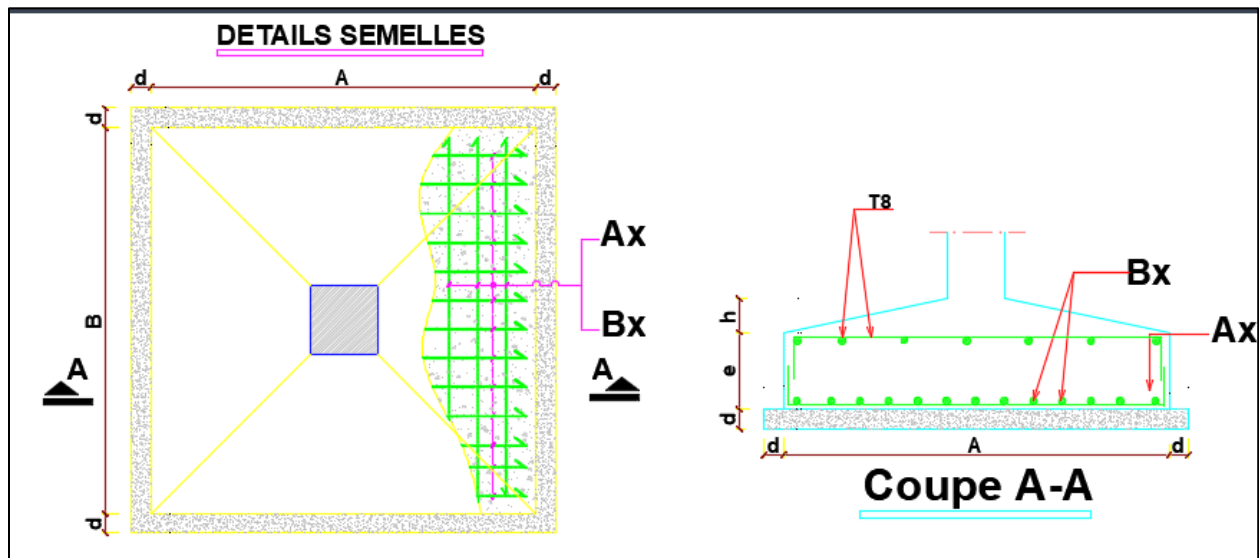 DETAILS SEMELLES
d A d
d
B
d
Ax
Bx
A A
T8
Bx
Ax
h
e
d
d A d
Coupe A-A